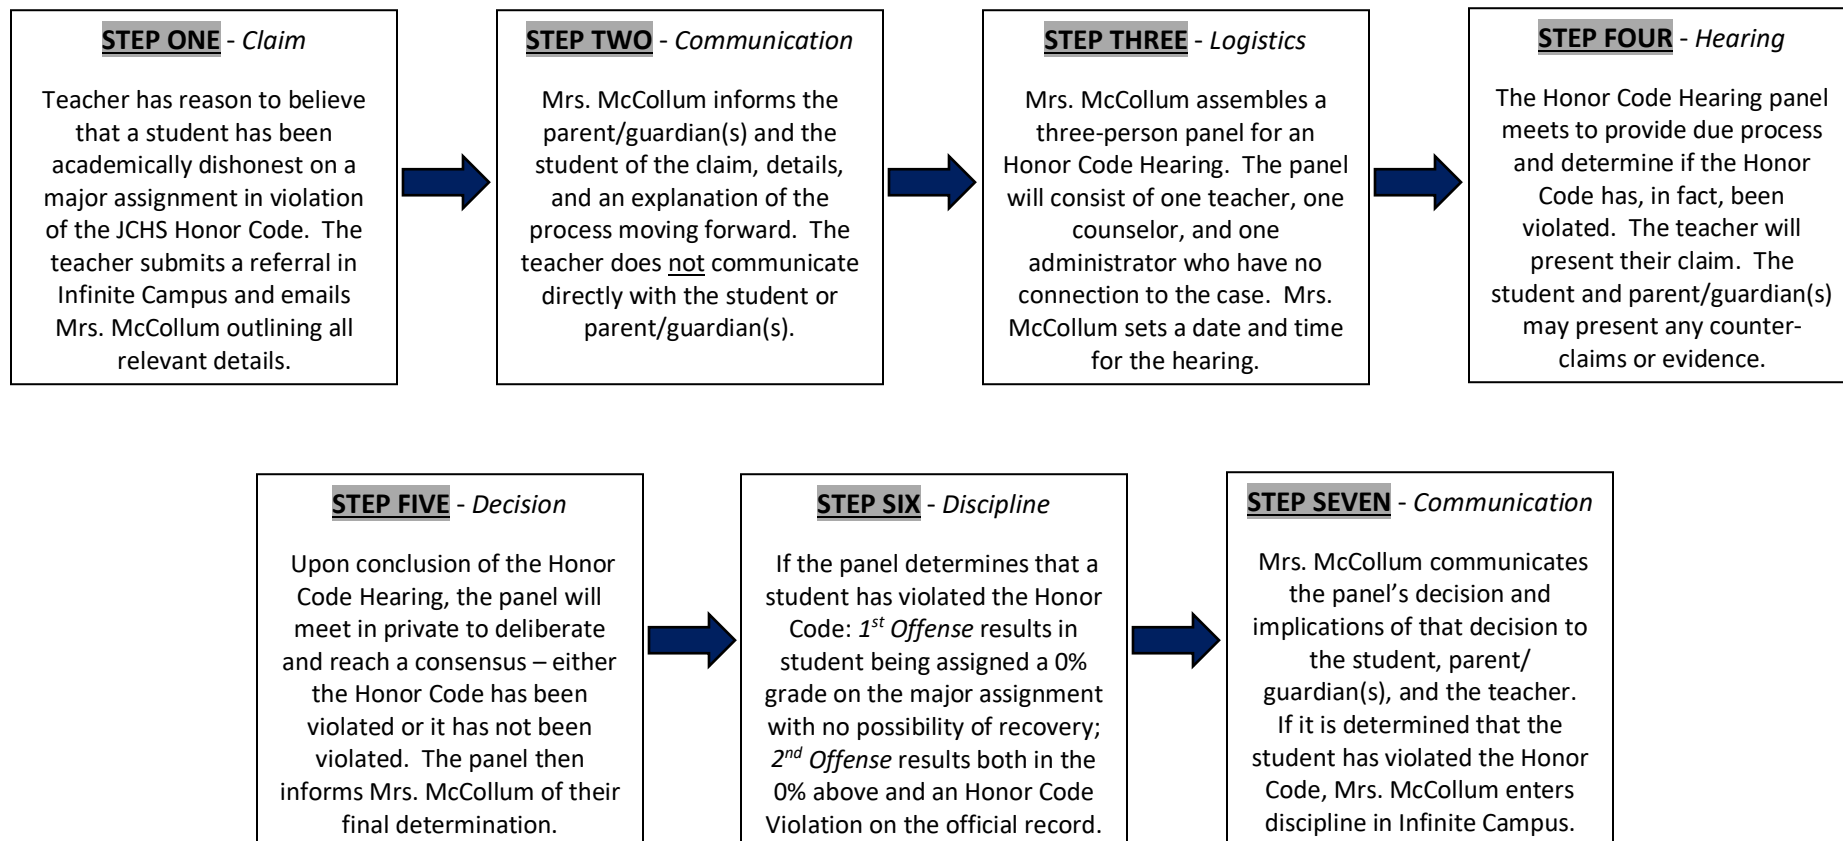 STEP ONE - Claim
Teacher has reason to believe
that a student has been
academically dishonest on a
major assignment in violation
of the JCHS Honor Code.  The
teacher submits a referral in
Infinite Campus and emails
Mrs. McCollum outlining all
relevant details.
STEP TWO - Communication
Mrs. McCollum informs the
parent/guardian(s) and the
student of the claim, details,
and an explanation of the
process moving forward.  The
teacher does not communicate
directly with the student or
parent/guardian(s).
STEP THREE - Logistics
Mrs. McCollum assembles a
three-person panel for an
Honor Code Hearing.  The panel
will consist of one teacher, one
counselor, and one
administrator who have no
connection to the case.  Mrs.
McCollum sets a date and time
for the hearing.
STEP FOUR - Hearing
The Honor Code Hearing panel
meets to provide due process
and determine if the Honor
Code has, in fact, been
violated.  The teacher will
present their claim.  The
student and parent/guardian(s)
may present any counter-
claims or evidence.
STEP FIVE - Decision
Upon conclusion of the Honor
Code Hearing, the panel will
meet in private to deliberate
and reach a consensus – either
the Honor Code has been
violated or it has not been
violated.  The panel then
informs Mrs. McCollum of their
final determination.
STEP SIX - Discipline
If the panel determines that a
student has violated the Honor
Code: 1st Offense results in
student being assigned a 0%
grade on the major assignment
with no possibility of recovery;
2nd Offense results both in the
0% above and an Honor Code
Violation on the official record.
STEP SEVEN - Communication
Mrs. McCollum communicates
the panel’s decision and
implications of that decision to
the student, parent/
guardian(s), and the teacher.
If it is determined that the
student has violated the Honor
Code, Mrs. McCollum enters
discipline in Infinite Campus.